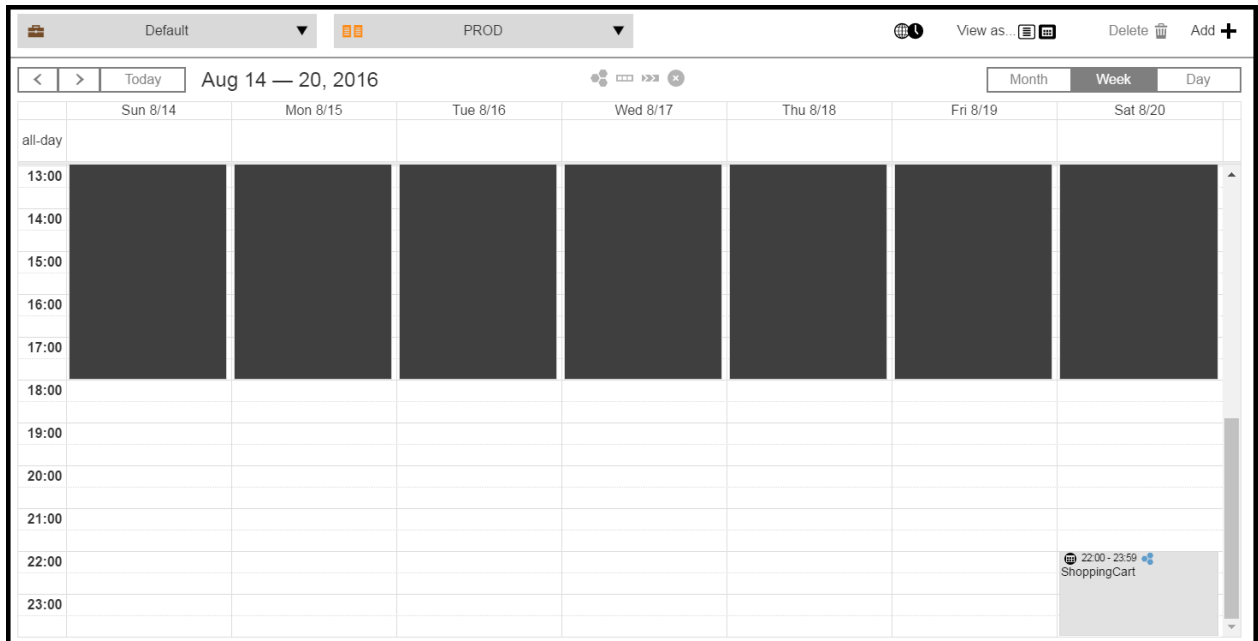 Default PROD View as... Delete Add
Today Aug 14 — 20, 2016 Month Week Day
Sun 8/14 Mon 8/15 Tue 8/16 Wed 8/17 Thu 8/18 Fri 8/19 Sat 8/20
all-day
13:00
14:00
15:00
16:00
17:00
18:00
19:00
20:00
21:00
22:00 22:00 - 23:59
ShoppingCart
23:00